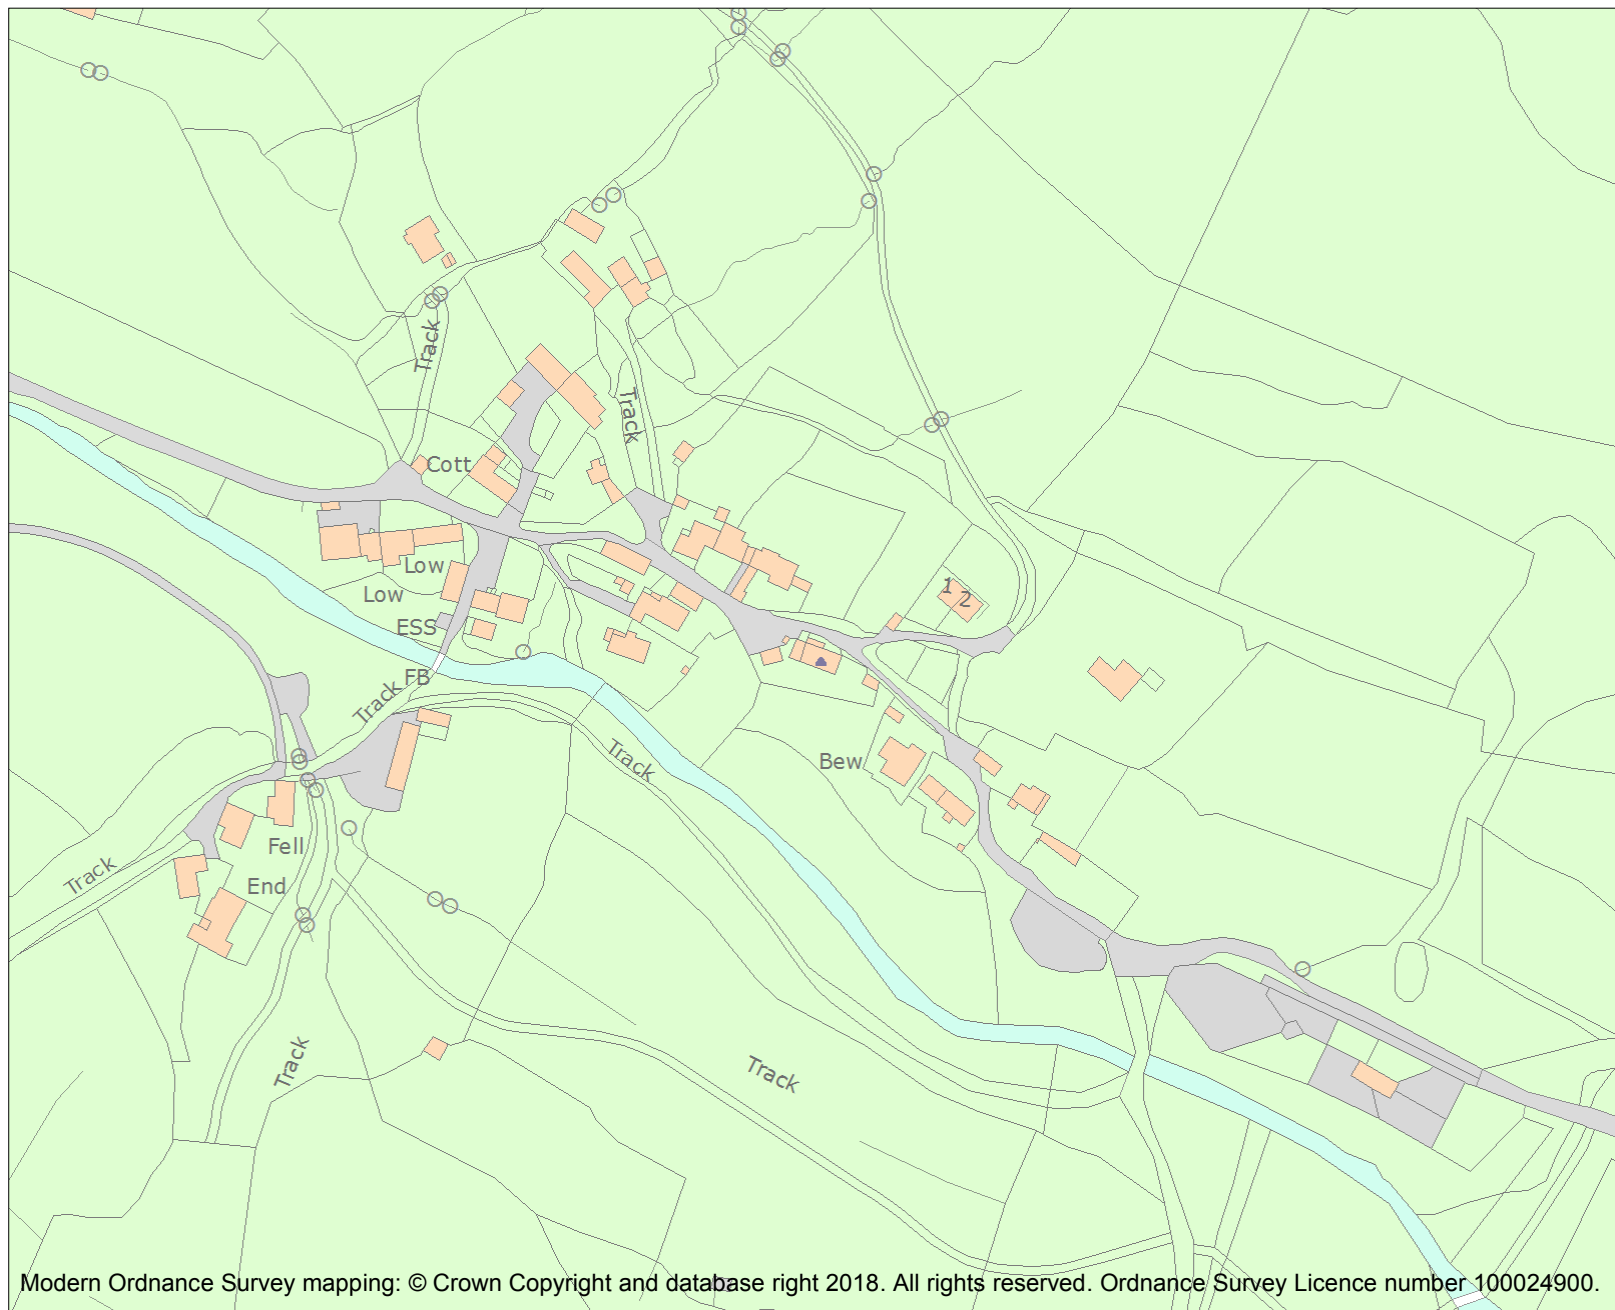 Track
Track
Cott
Low
Low
1 2
ESS
FB
Track
Track
Bew
Fell
Track
End
Track
Track
Modern Ordnance Survey mapping: © Crown Copyright and database right 2018. All rights reserved. Ordnance Survey Licence number 100024900.